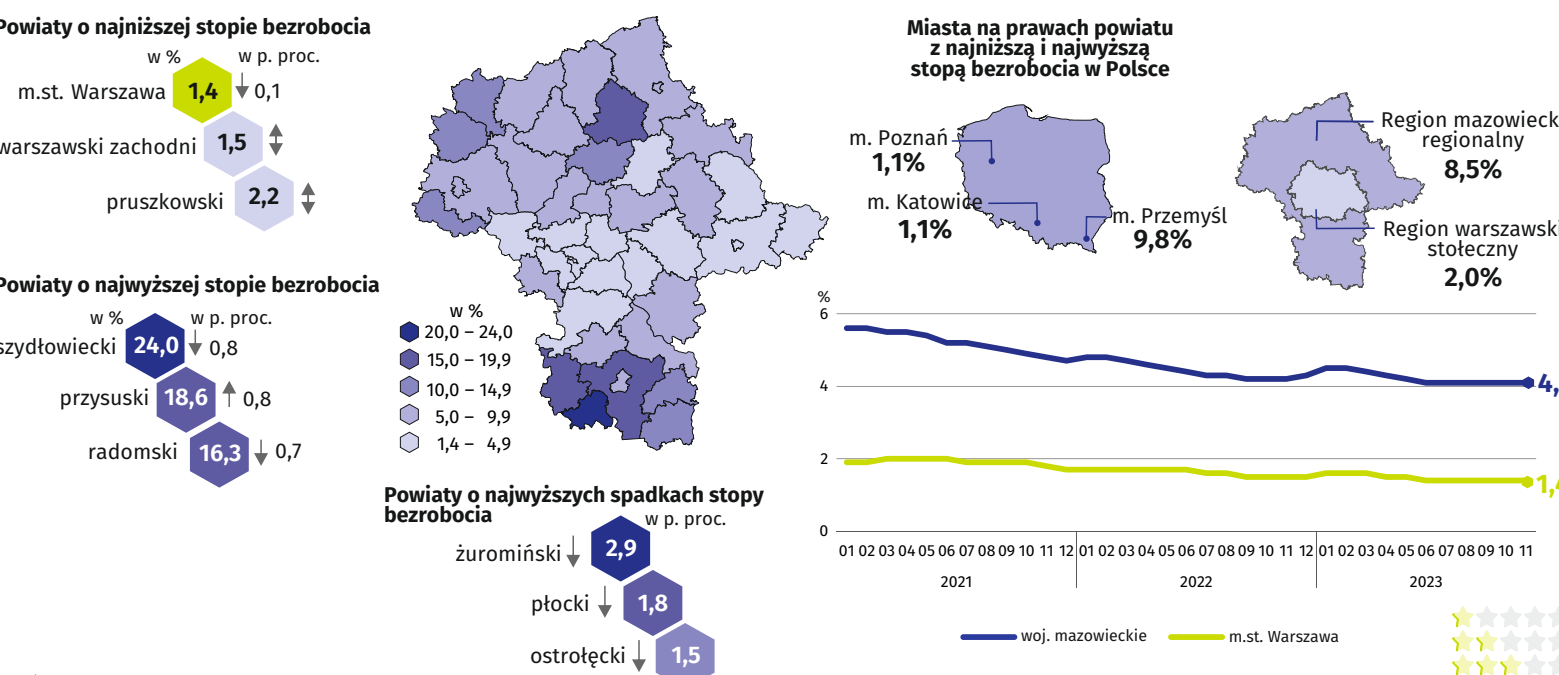 Powiaty o najniższej stopie bezrobocia
w % w p. proc.
m.st. Warszawa 1,4 0,1
warszawski zachodni 1,5
pruszkowski 2,2
Powiaty o najwyższej stopie bezrobocia
w % w p. proc.
szydłowiecki 24,0 0,8
przysuski 18,6 0,8
radomski 16,3 0,7
w %
20,0 – 24,0
15,0 – 19,9
10,0 – 14,9
5,0 – 9,9
1,4 – 4,9
Powiaty o najwyższych spadkach stopy
bezrobocia
w p. proc.
żuromiński 2,9
płocki 1,8
ostrołęcki 1,5
Miasta na prawach powiatu
z najniższą i najwyższą
stopą bezrobocia w Polsce
m. Poznań
1,1%
m. Katowice
1,1%
m. Przemyśl
9,8%
Region mazowieck
regionalny
8,5%
Region warszawski
stołeczny
2,0%
%
6
4
2
0
4,
1,4
01 02 03 04 05 06 07 08 09 10 11 12 01 02 03 04 05 06 07 08 09 10 11 12 01 02 03 04 05 06 07 08 09 10 11
2021 2022 2023
woj. mazowieckie m.st. Warszawa